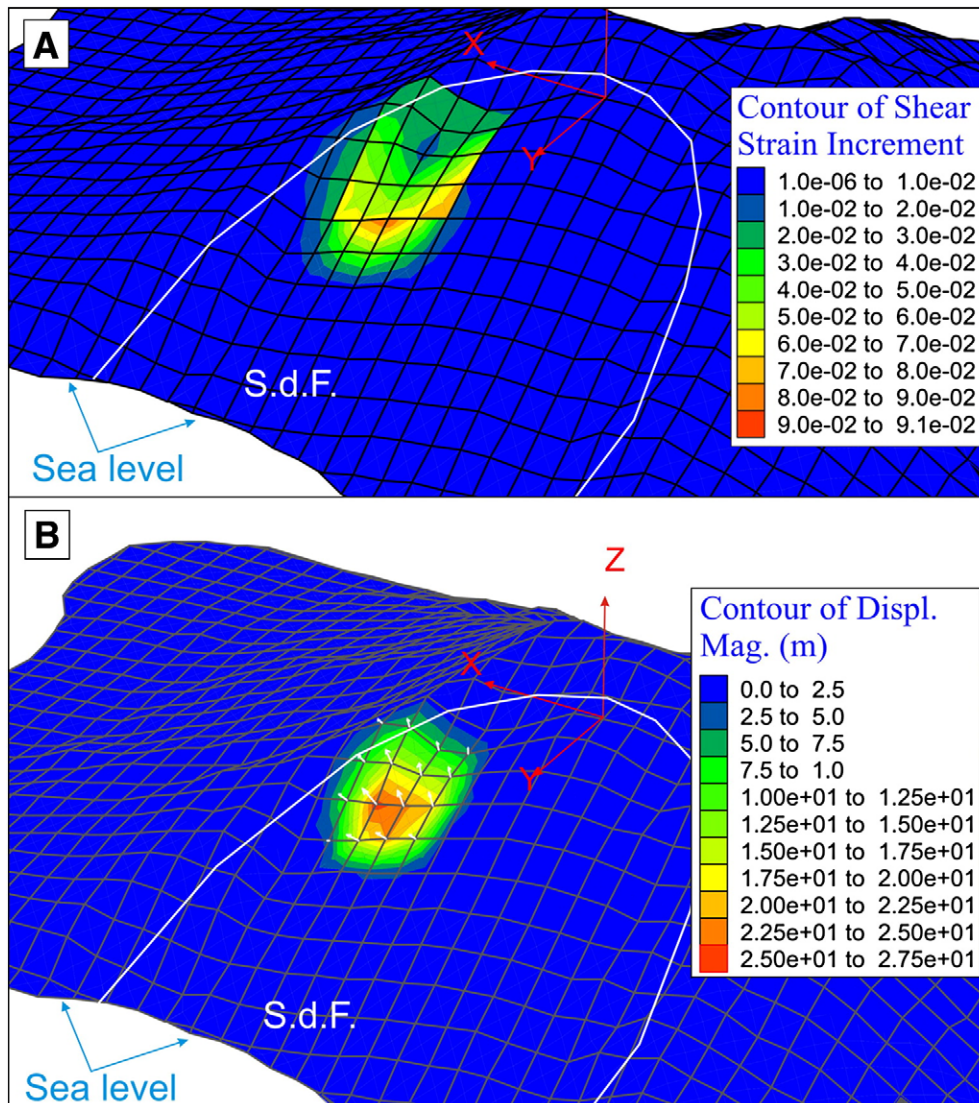 A
X
Y
Contour of Shear
Strain Increment
1.0e-06 to 1.0e-02
1.0e-02 to 2.0e-02
2.0e-02 to 3.0e-02
3.0e-02 to 4.0e-02
4.0e-02 to 5.0e-02
5.0e-02 to 6.0e-02
6.0e-02 to 7.0e-02
7.0e-02 to 8.0e-02
8.0e-02 to 9.0e-02
9.0e-02 to 9.1e-02
S.d.F.
Sea level
B
Z
X
Y
Contour of Displ.
Mag. (m)
0.0 to 2.5
2.5 to 5.0
5.0 to 7.5
7.5 to 1.0
1.00e+01 to 1.25e+01
1.25e+01 to 1.50e+01
1.50e+01 to 1.75e+01
1.75e+01 to 2.00e+01
2.00e+01 to 2.25e+01
2.25e+01 to 2.50e+01
2.50e+01 to 2.75e+01
S.d.F.
Sea level